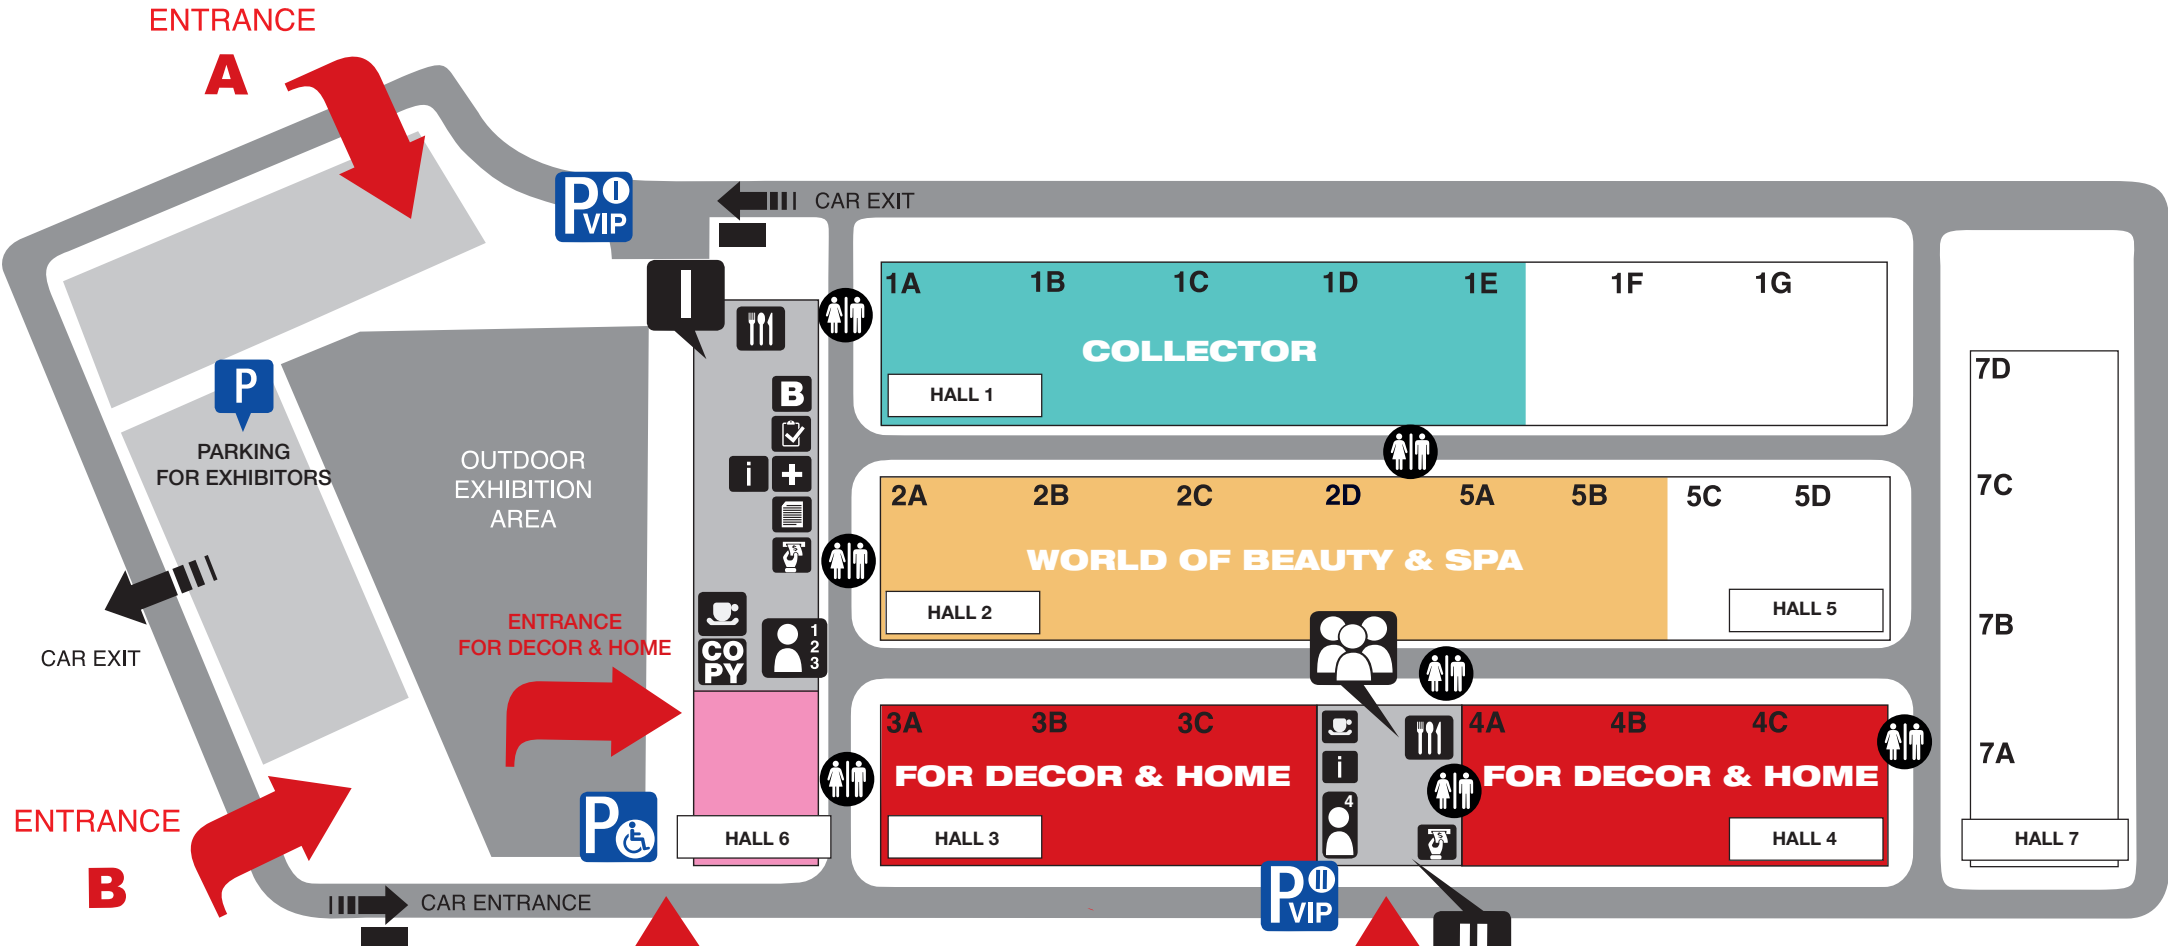 ENTRANCE
A
P I
VIP
CAR EXIT
I
1A 1B 1C 1D 1E 1F 1G
COLLECTOR
HALL 1
7D
P
PARKING
FOR EXHIBITORS
OUTDOOR
EXHIBITION
AREA
B
i
2A 2B 2C 2D 5A 5B 5C 5D
7C
WORLD OF BEAUTY & SPA
HALL 2
HALL 5
ENTRANCE
FOR DECOR & HOME
CO
PY
1
2
3
7B
CAR EXIT
3A 3B 3C 4A 4B 4C
7A
FOR DECOR & HOME
i
FOR DECOR & HOME
4
ENTRANCE
B
P
HALL 6
HALL 3
HALL 4
HALL 7
CAR ENTRANCE
P II
VIP
II